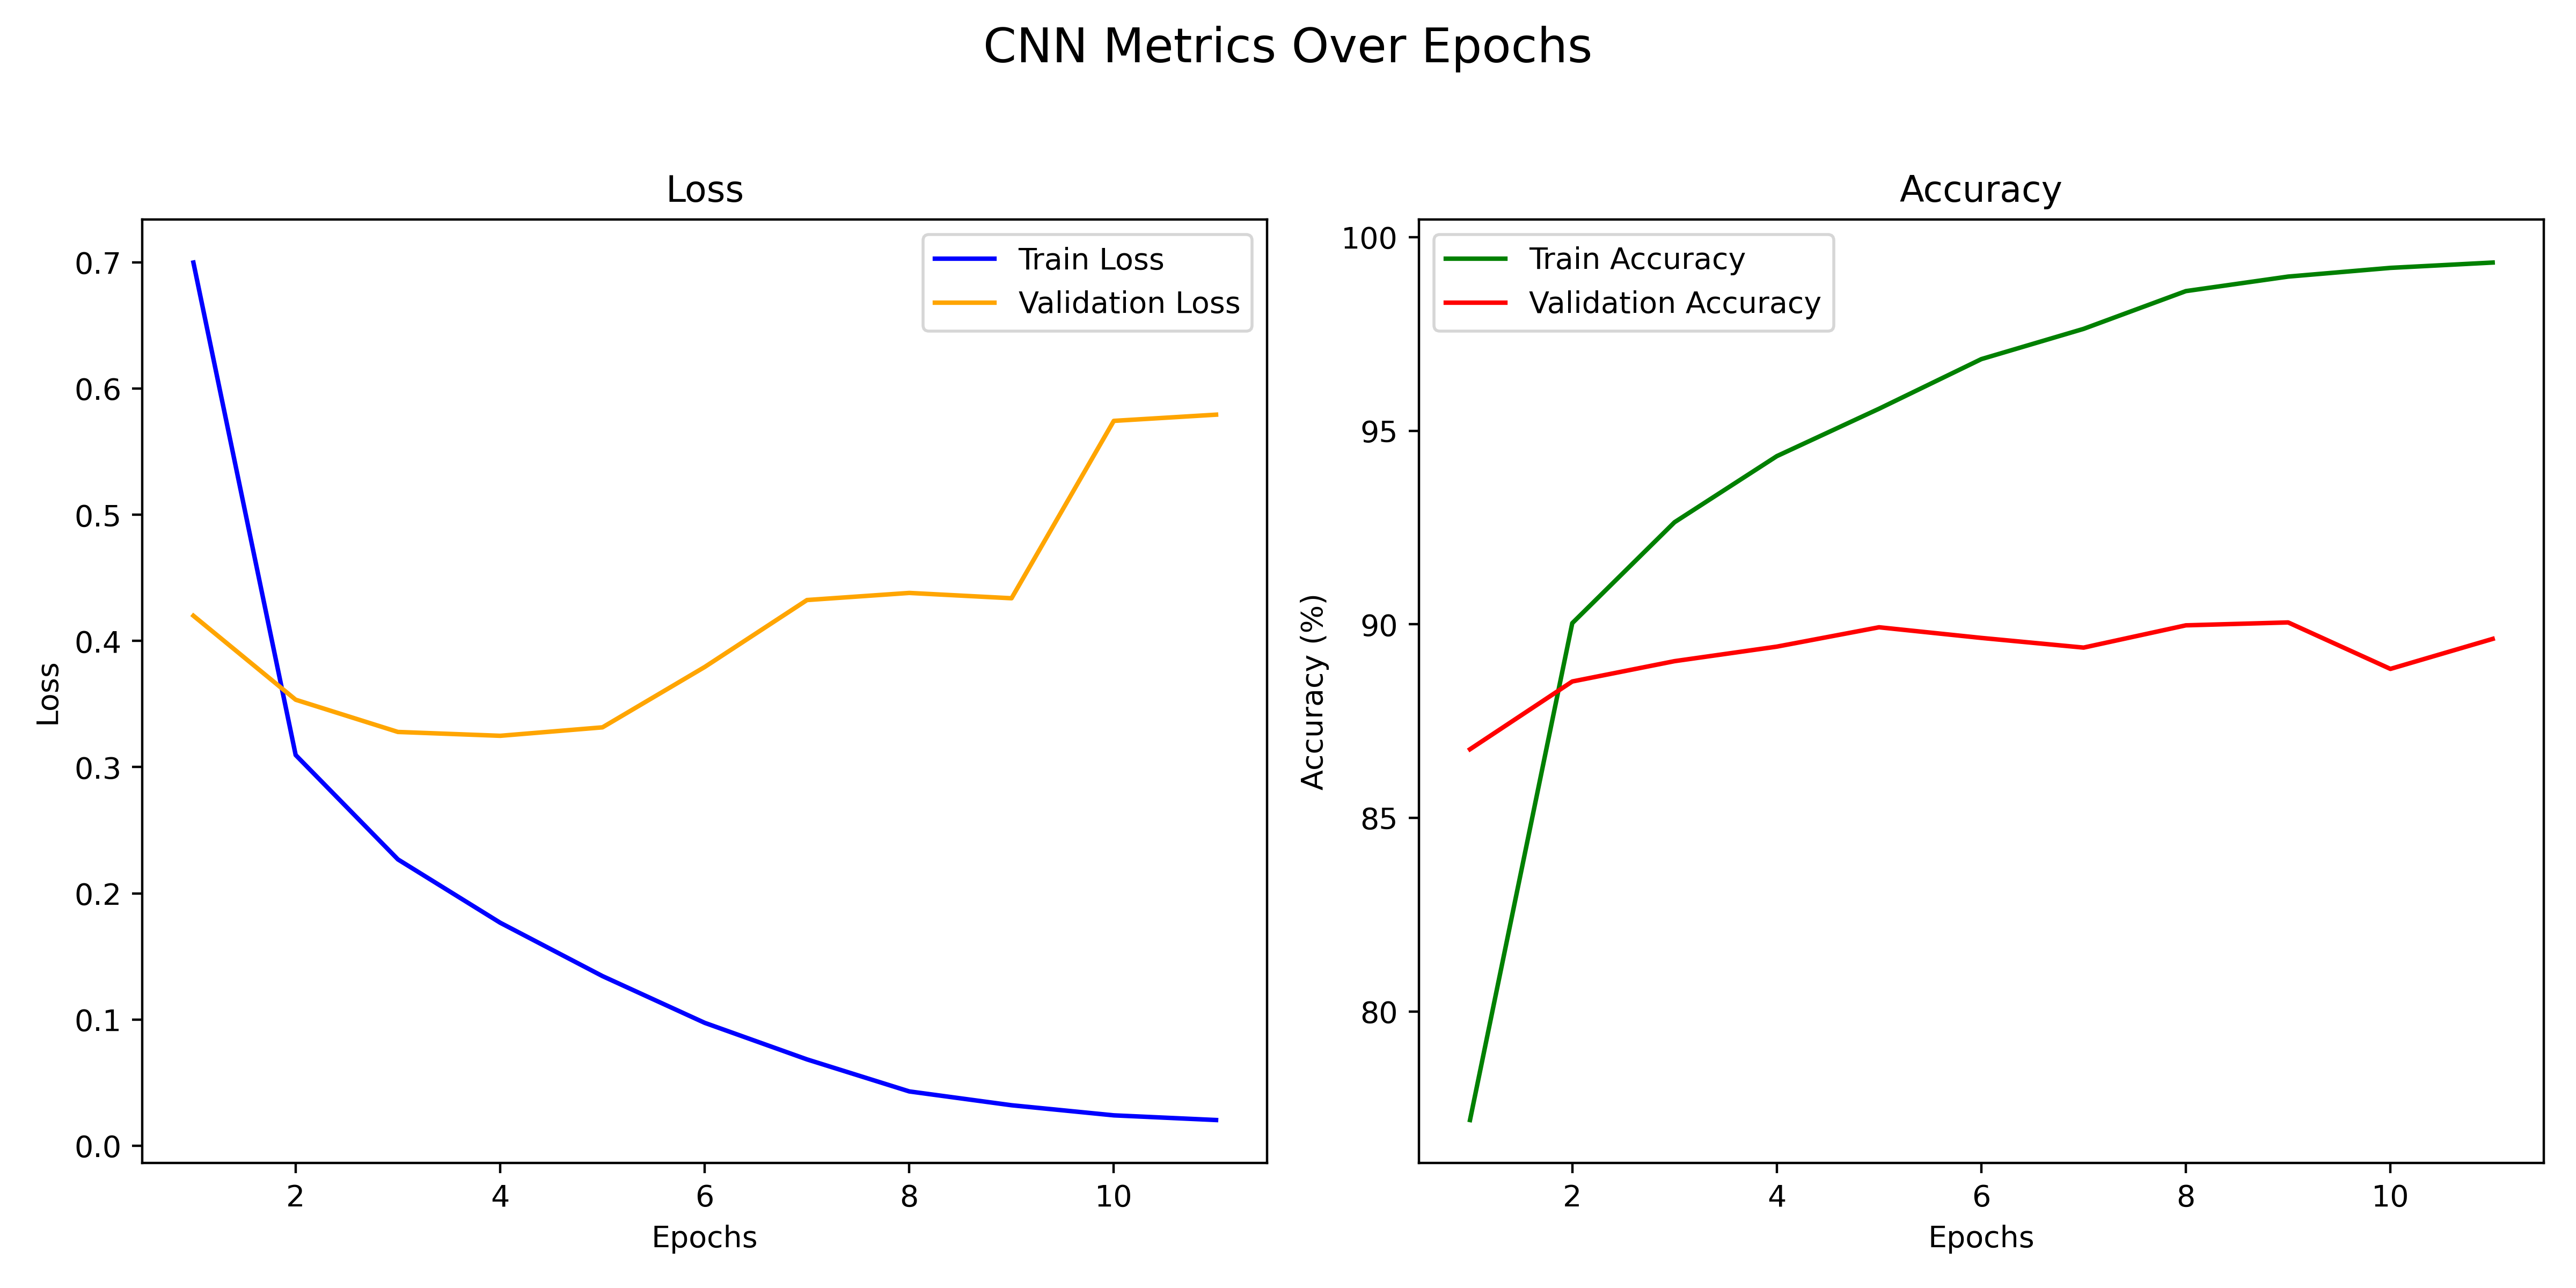 CNN Metrics Over Epochs
Loss
Train Loss
Validation Loss
0.7
0.6
0.5
0.4
0.3
0.2
0.1
0.0
Loss
2 4 6 8 10
Epochs
Accuracy
Train Accuracy
Validation Accuracy
100
95
90
85
80
Accuracy (%)
2 4 6 8 10
Epochs